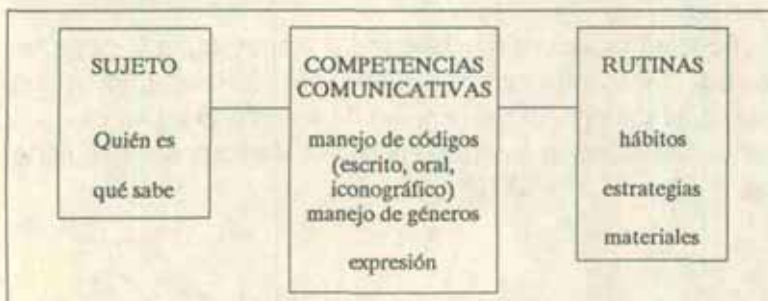 SUJETO
Quién es
qué sabe
COMPETENCIAS
COMUNICATIVAS
manejo de códigos
(escrito, oral,
iconográfico)
manejo de géneros
expresión
RUTINAS
hábitos
estrategias
materiales